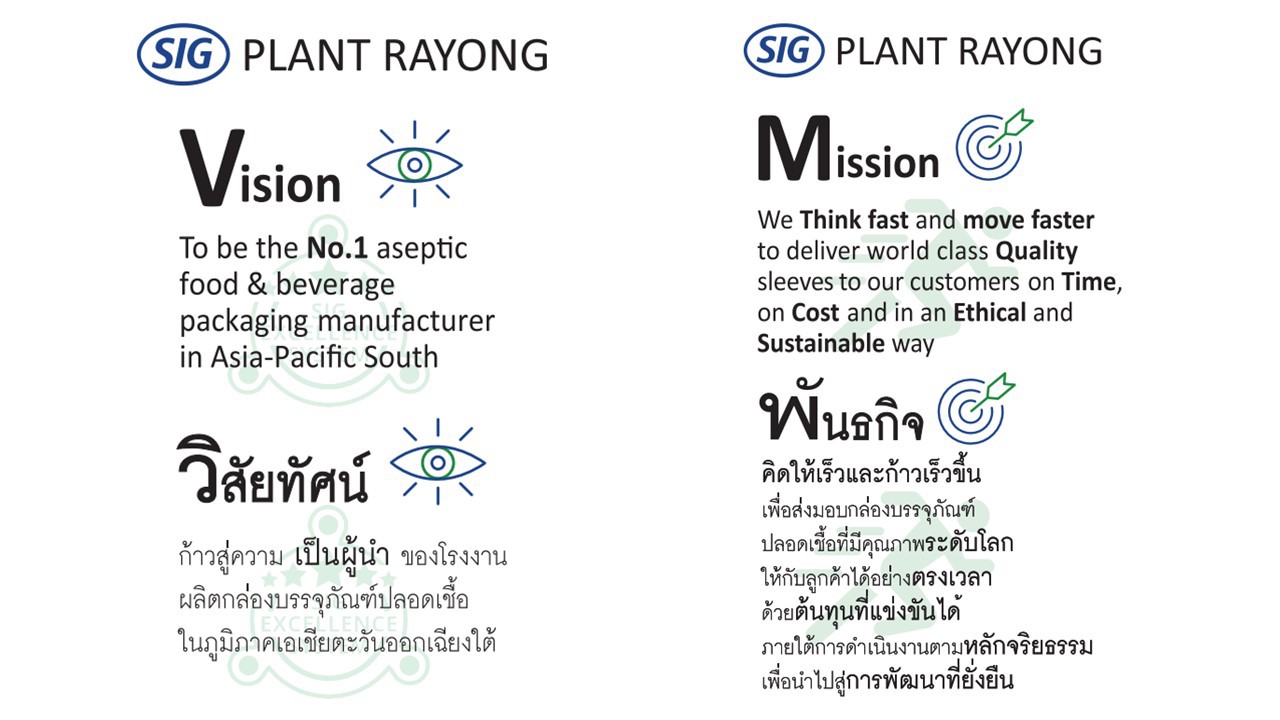 SIG PLANT RAYONG
Vision
To be the No.1 aseptic
food & beverage
packaging manufacturer
in Asia-Pacific South
วิสัยทัศน์
ก้าวสู่ความ เป็นผู้นำ ของโรงงาน
ผลิตกล่องบรรจุภัณฑ์ปลอดเชื้อ
ในภูมิภาคเอเชียตะวันออกเฉียงใต้
SIG PLANT RAYONG
Mission
We Think fast and move faster
to deliver world class Quality
sleeves to our customers on Time,
on Cost and in an Ethical and
Sustainable way
พันธกิจ
คิดให้เร็วและก้าวเร็วขึ้น
เพื่อส่งมอบกล่องบรรจุภัณฑ์
ปลอดเชื้อที่มีคุณภาพระดับโลก
ให้กับลูกค้าได้อย่างตรงเวลา
ด้วยต้นทุนที่แข่งขันได้
ภายใต้การดำเนินงานตามหลักจริยธรรม
เพื่อนำไปสู่การพัฒนาที่ยั่งยืน
SIG
EXCELLENCE
EXCELLENCE